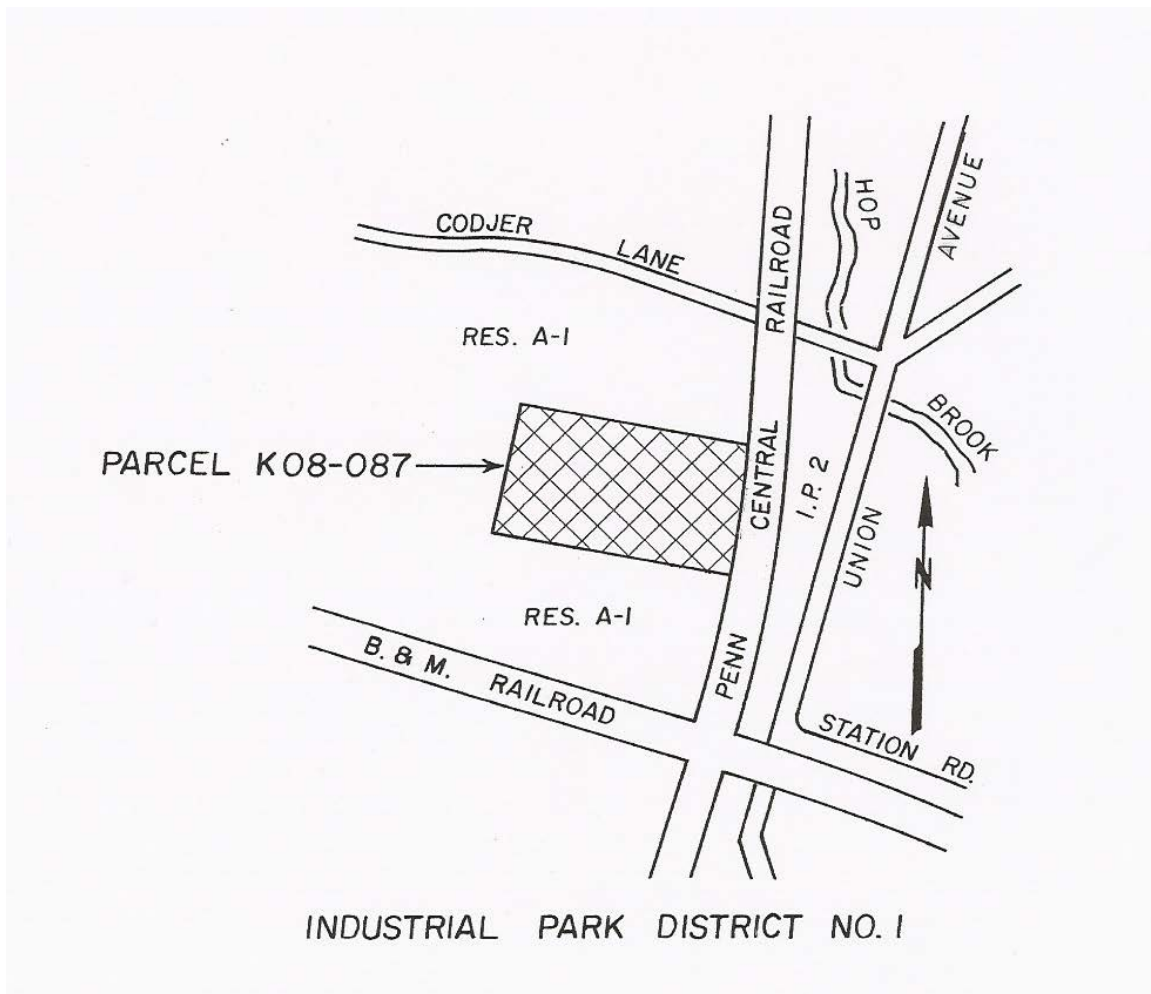 HOP
AVENUE
CODJER LANE
RES. A-1
PARCEL K08-087
PENN CENTRAL RAILROAD
I.P. 2
BROOK
UNION
N
RES. A-1
B. & M. RAILROAD
STATION RD.
INDUSTRIAL PARK DISTRICT NO. 1